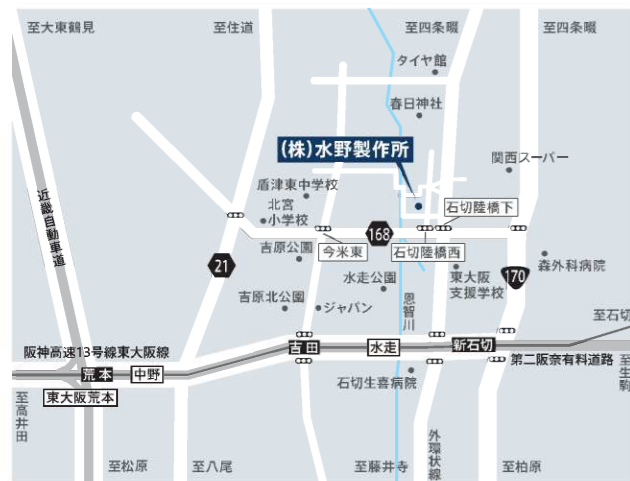 至大東鶴見
至住道
至四条畷
至四条畷
タイヤ館
春日神社
(株)水野製作所
関西スーパー
盾津東中学校
北宮
小学校
石切陸橋下
近畿自動車道
168
吉原公園
今米東
石切陸橋西
21
水走公園
東大阪
支援学校
170
森外科病院
吉原北公園
ジャパン
恩智川
至石切
阪神高速13号線東大阪線
吉田
水走
新石切
第二阪奈有料道路
荒本
中野
石切生喜病院
至生駒
東大阪荒本
至高井田
外環状線
至松原
至八尾
至藤井寺
至柏原